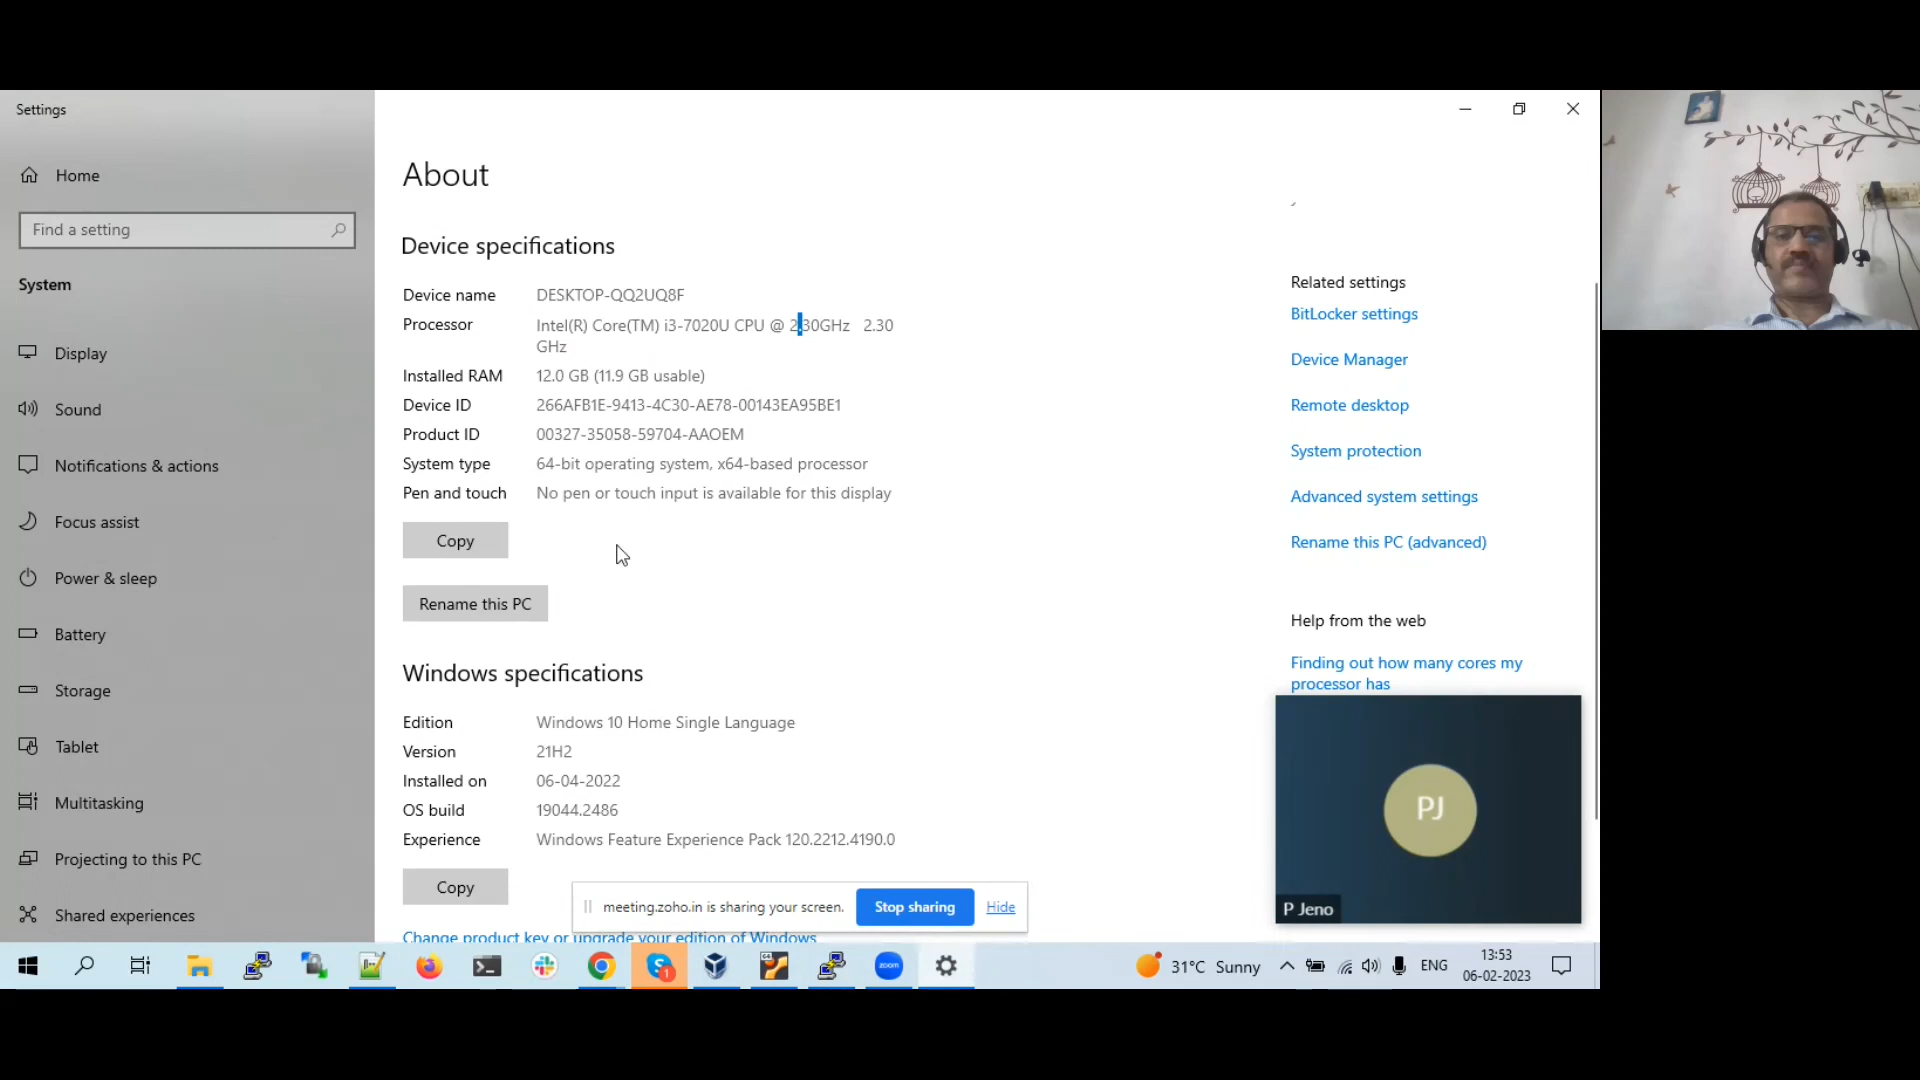 Settings
Home
Find a setting
System
Display
Sound
Notifications & actions
Focus assist
Power & sleep
Battery
Storage
Tablet
Multitasking
Projecting to this PC
Shared experiences
About
Device specifications
Device name DESKTOP-QQ2UQ8F
Processor Intel(R) Core(TM) i3-7020U CPU @ 2.30GHz 2.30
GHz
Installed RAM 12.0 GB (11.9 GB usable)
Device ID 266AFB1E-9413-4C30-AE78-00143EA95BE1
Product ID 00327-35058-59704-AAOEM
System type 64-bit operating system, x64-based processor
Pen and touch No pen or touch input is available for this display
Copy
Rename this PC
Windows specifications
Edition Windows 10 Home Single Language
Version 21H2
Installed on 06-04-2022
OS build 19044.2486
Experience Windows Feature Experience Pack 120.2212.4190.0
Copy
meeting.zoho.in is sharing your screen. Stop sharing Hide
Change product key or upgrade your edition of Windows
Related settings
BitLocker settings
Device Manager
Remote desktop
System protection
Advanced system settings
Rename this PC (advanced)
Help from the web
Finding out how many cores my
processor has
PJ
P Jeno
1
zoom
31°C Sunny
ENG
13:53
06-02-2023